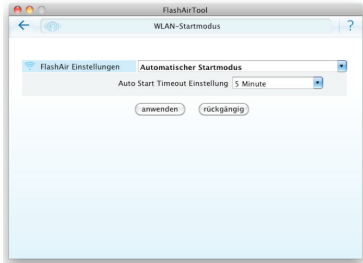 FlashAirTool
WLAN-Startmodus
?
FlashAir Einstellungen Automatischer Startmodus
Auto Start Timeout Einstellung 5 Minute
anwenden rückgängig